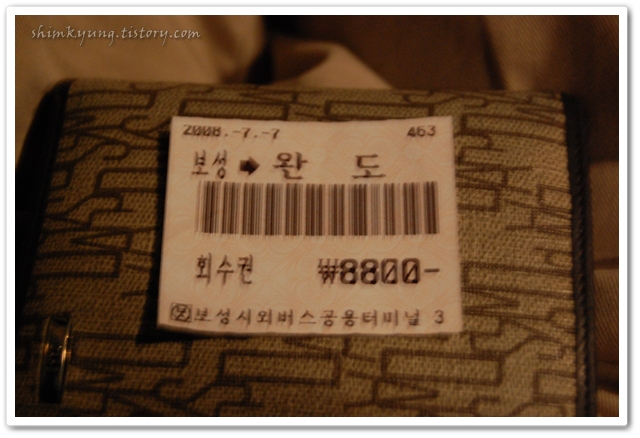 shimkyung.tistory.com
2008.-7.-7 463
보성 ➡ 완 도
회수권 ₩8800-
보성시외버스공용터미널 3